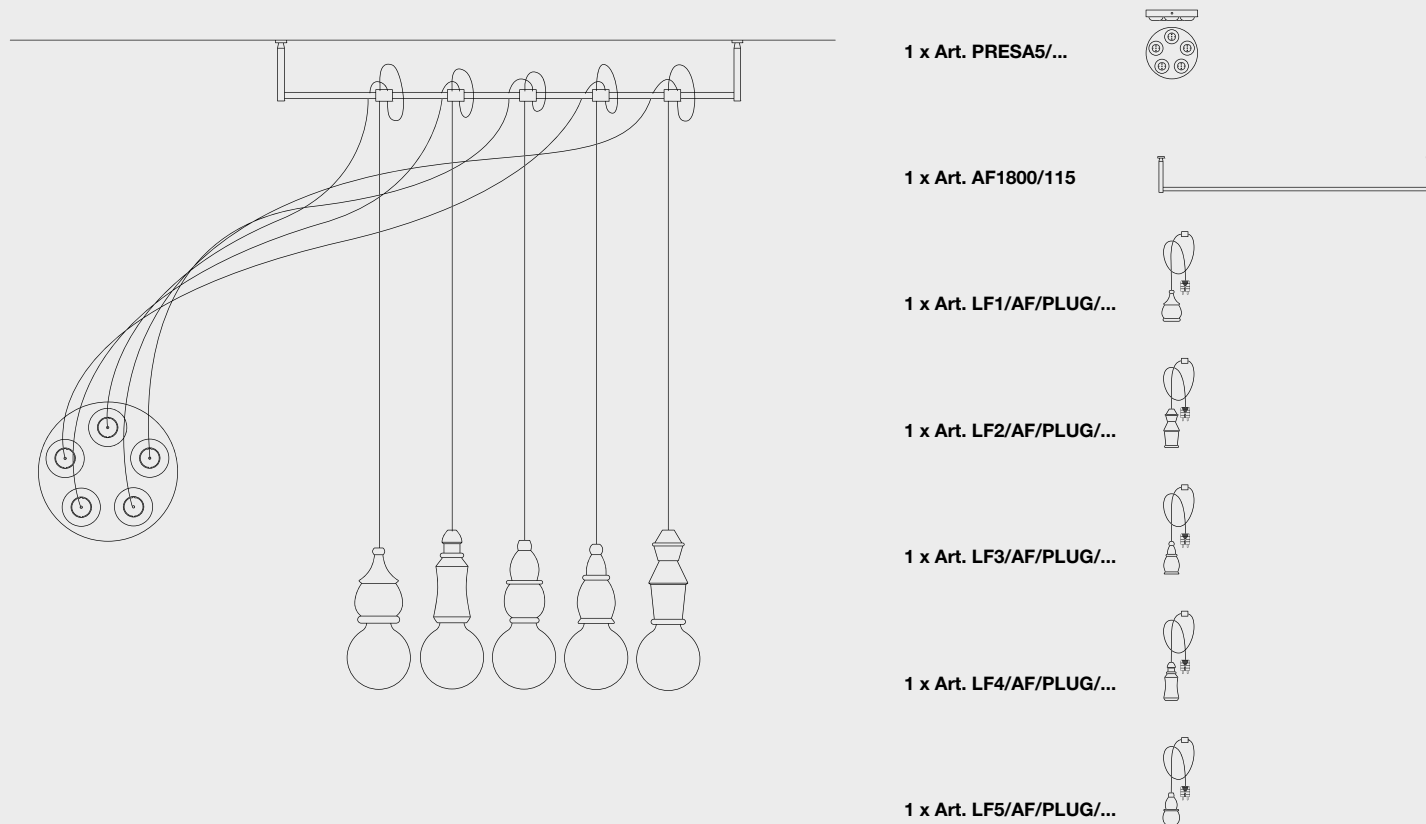 1 x Art. PRESA5/...
1 x Art. AF1800/115
1 x Art. LF1/AF/PLUG/...
1 x Art. LF2/AF/PLUG/...
1 x Art. LF3/AF/PLUG/...
1 x Art. LF4/AF/PLUG/...
1 x Art. LF5/AF/PLUG/...